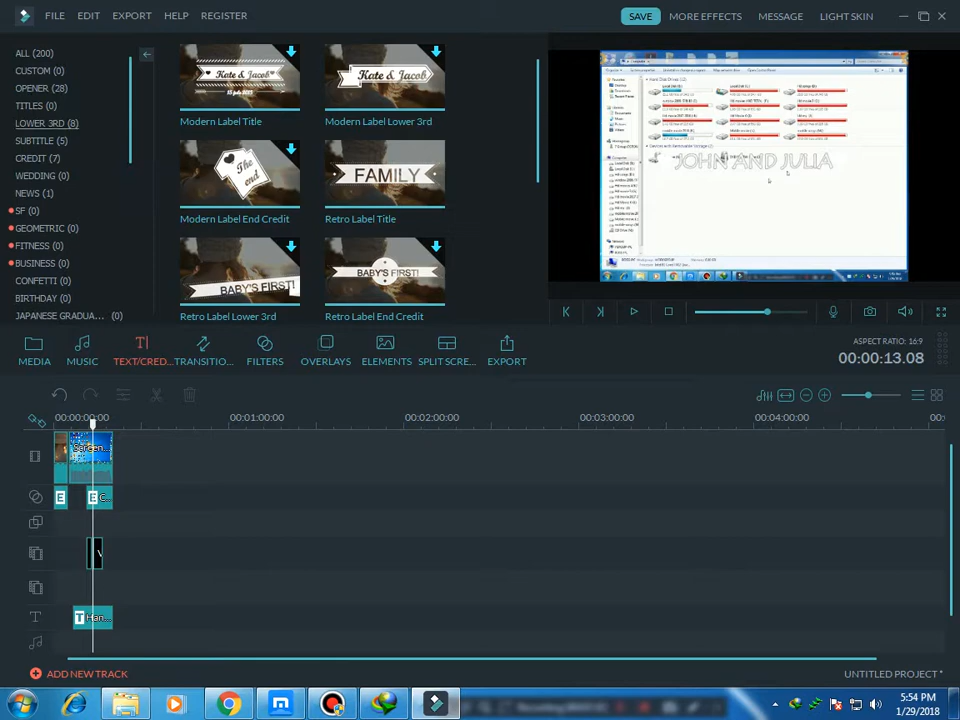 FILE EDIT EXPORT HELP REGISTER SAVE MORE EFFECTS MESSAGE LIGHT SKIN
ALL (200)
CUSTOM (0)
OPENER (28)
TITLES (0)
LOWER 3RD (8)
SUBTITLE (5)
CREDIT (7)
WEDDING (0)
NEWS (1)
SF (0)
GEOMETRIC (0)
FITNESS (0)
BUSINESS (0)
CONFETTI (0)
BIRTHDAY (0)
JAPANESE GRADUA... (0)
Kate & Jacob
Modern Label Title
Kate & Jacob
Modern Label Lower 3rd
The end
Modern Label End Credit
FAMILY
Retro Label Title
BABY'S FIRST!
Retro Label Lower 3rd
BABY'S FIRST!
Retro Label End Credit
JOHN AND JULIA
MEDIA MUSIC TEXT/CRED... TRANSITIO... FILTERS OVERLAYS ELEMENTS SPLIT SCRE... EXPORT
ASPECT RATIO: 16:9
00:00:13.08
00:00:00:00 00:01:00:00 00:02:00:00 00:03:00:00 00:04:00:00 00:
Screen...
E
E C...
T Han...
ADD NEW TRACK
UNTITLED PROJECT *
5:54 PM
1/29/2018